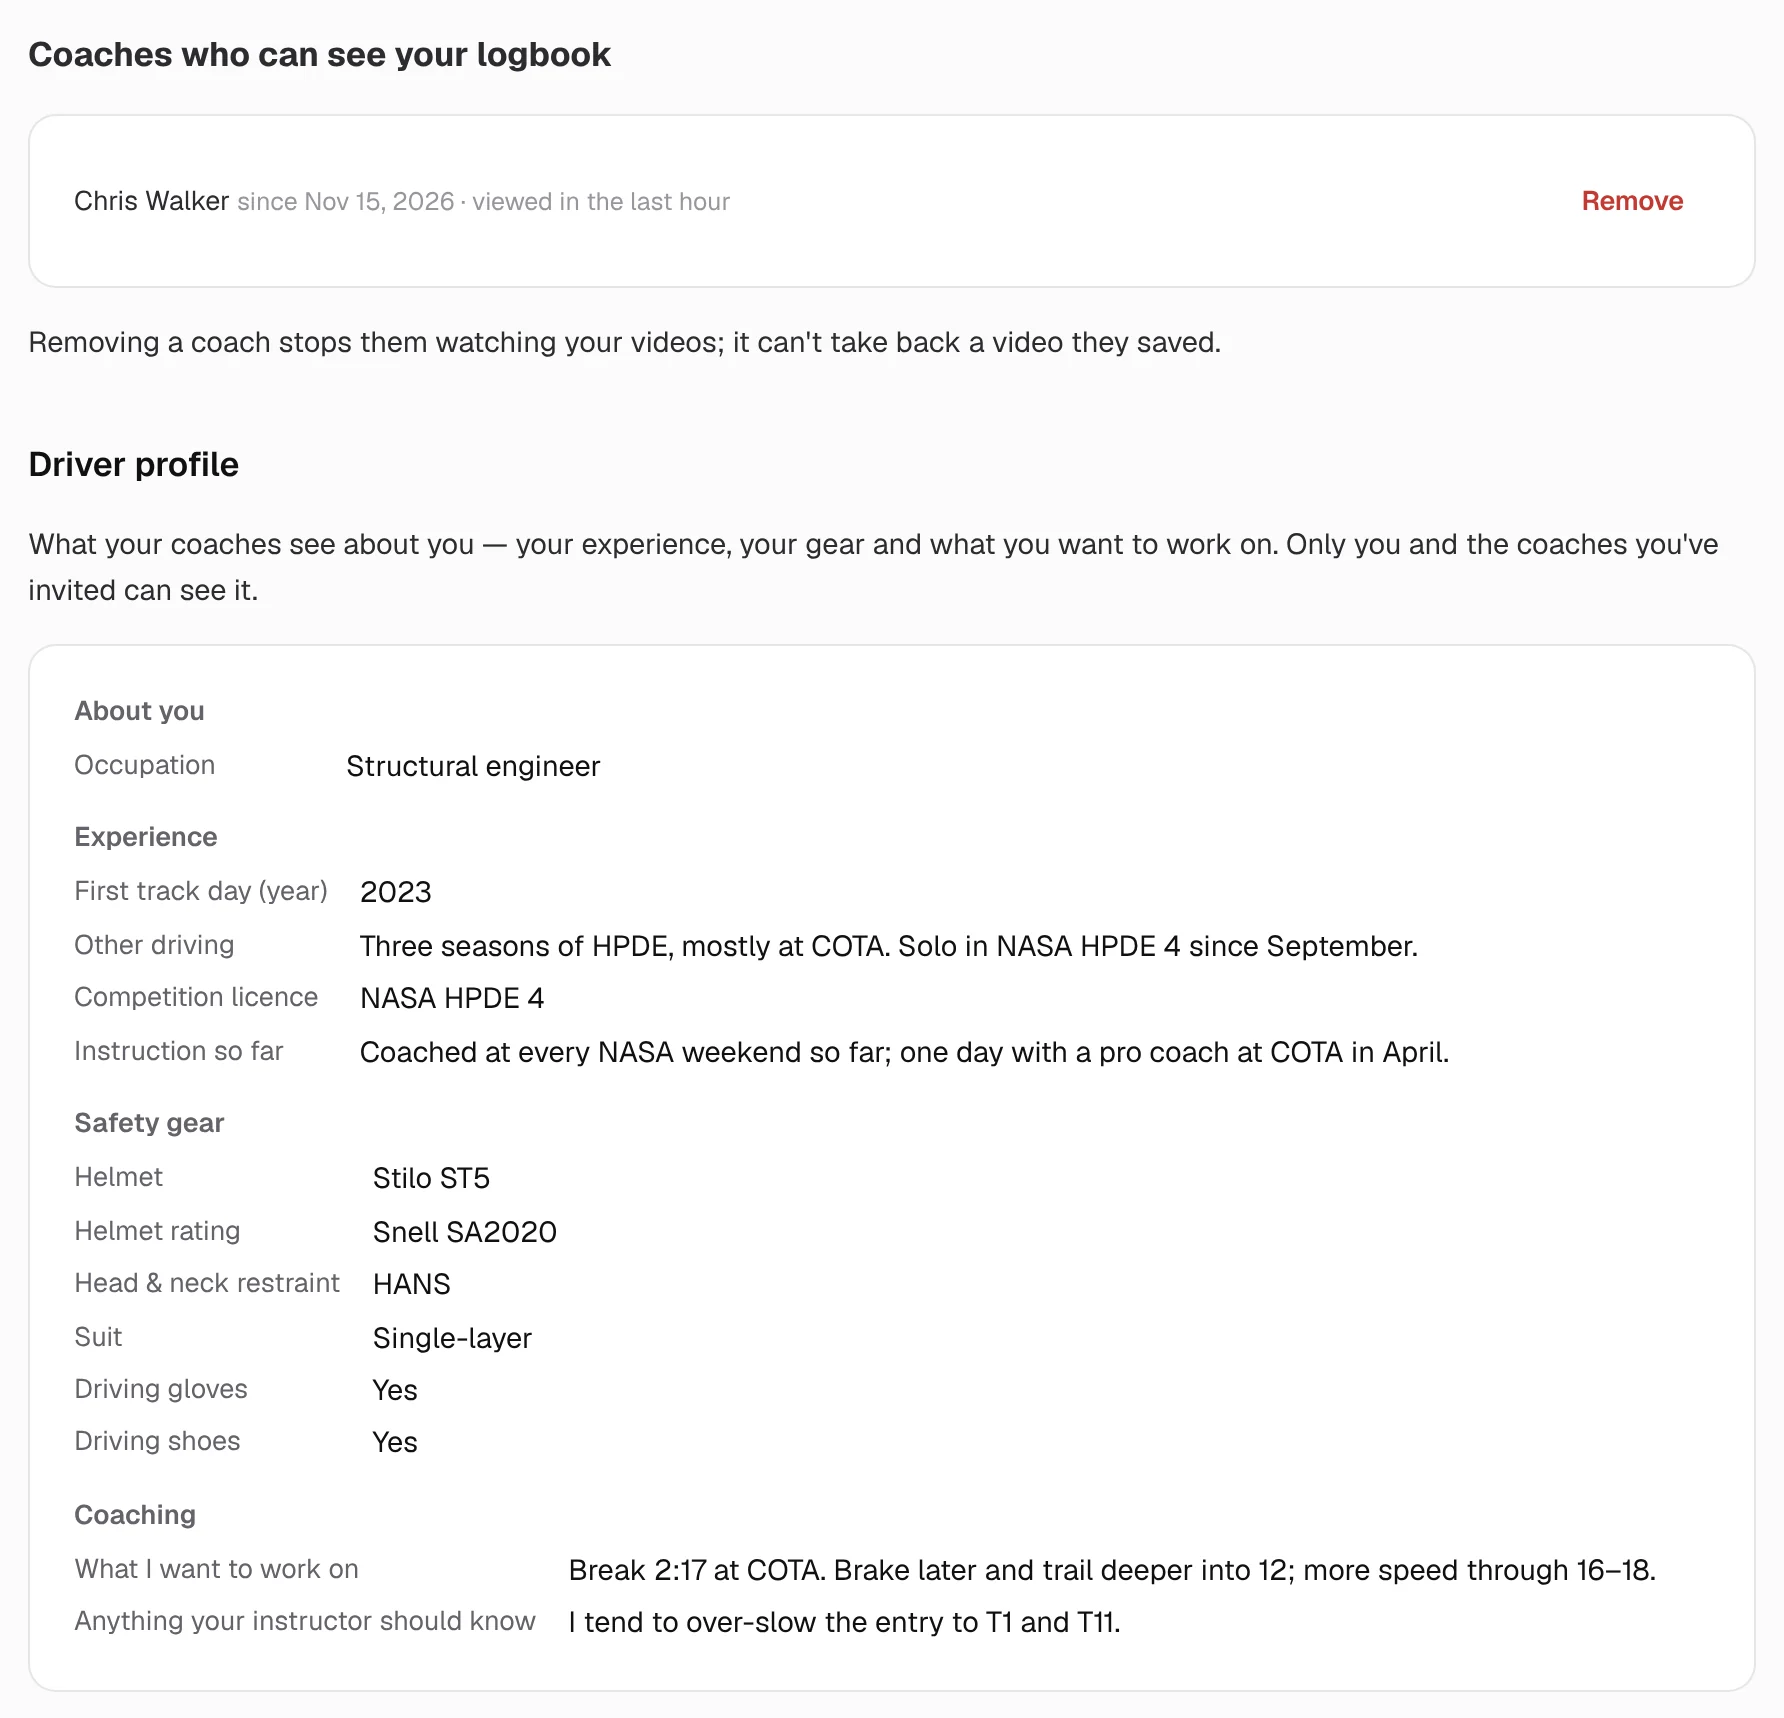 Coaches who can see your logbook
Chris Walker since Nov 15, 2026 · viewed in the last hour
Remove
Removing a coach stops them watching your videos; it can't take back a video they saved.
Driver profile
What your coaches see about you — your experience, your gear and what you want to work on. Only you and the coaches you've
invited can see it.
About you
Occupation Structural engineer
Experience
First track day (year) 2023
Other driving Three seasons of HPDE, mostly at COTA. Solo in NASA HPDE 4 since September.
Competition licence NASA HPDE 4
Instruction so far Coached at every NASA weekend so far; one day with a pro coach at COTA in April.
Safety gear
Helmet Stilo ST5
Helmet rating Snell SA2020
Head & neck restraint HANS
Suit Single-layer
Driving gloves Yes
Driving shoes Yes
Coaching
What I want to work on Break 2:17 at COTA. Brake later and trail deeper into 12; more speed through 16–18.
Anything your instructor should know I tend to over-slow the entry to T1 and T11.